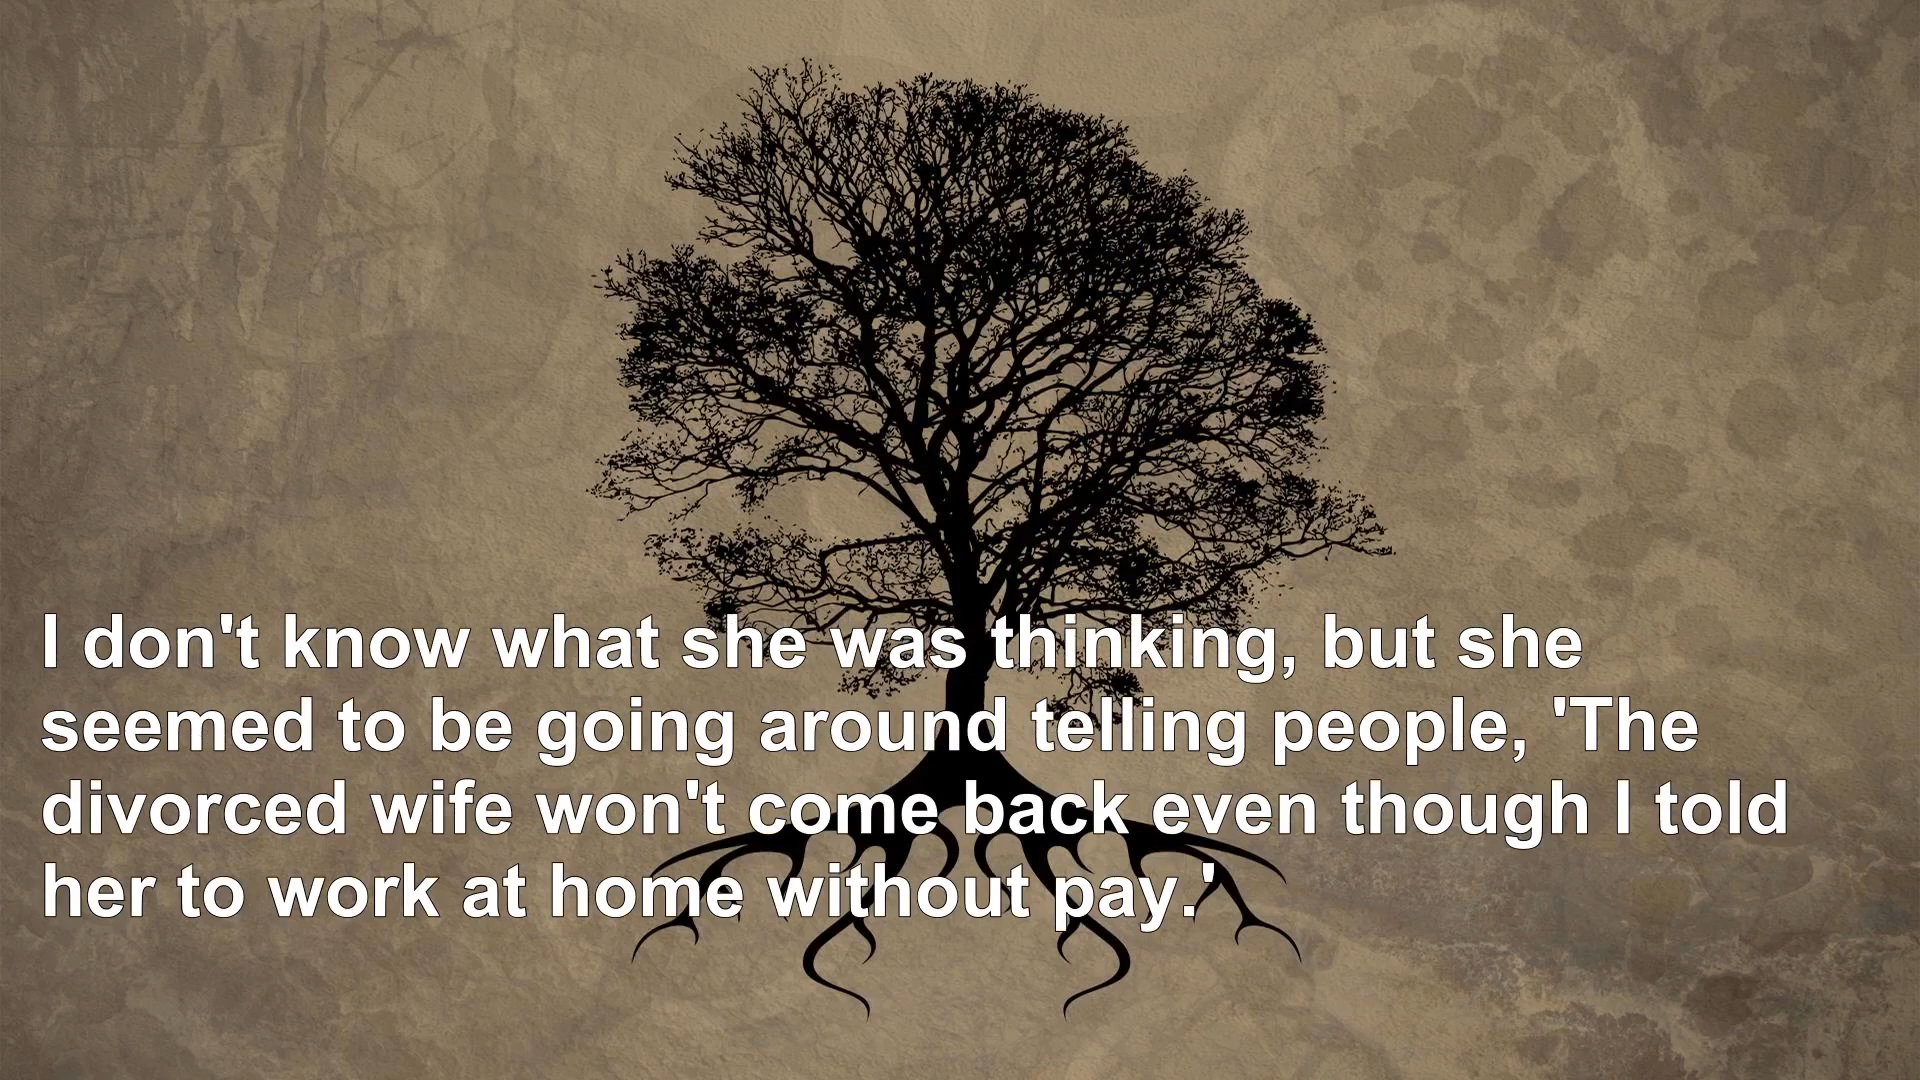 I don't know what she was thinking, but she
seemed to be going around telling people, 'The
divorced wife won't come back even though I told
her to work at home without pay.'